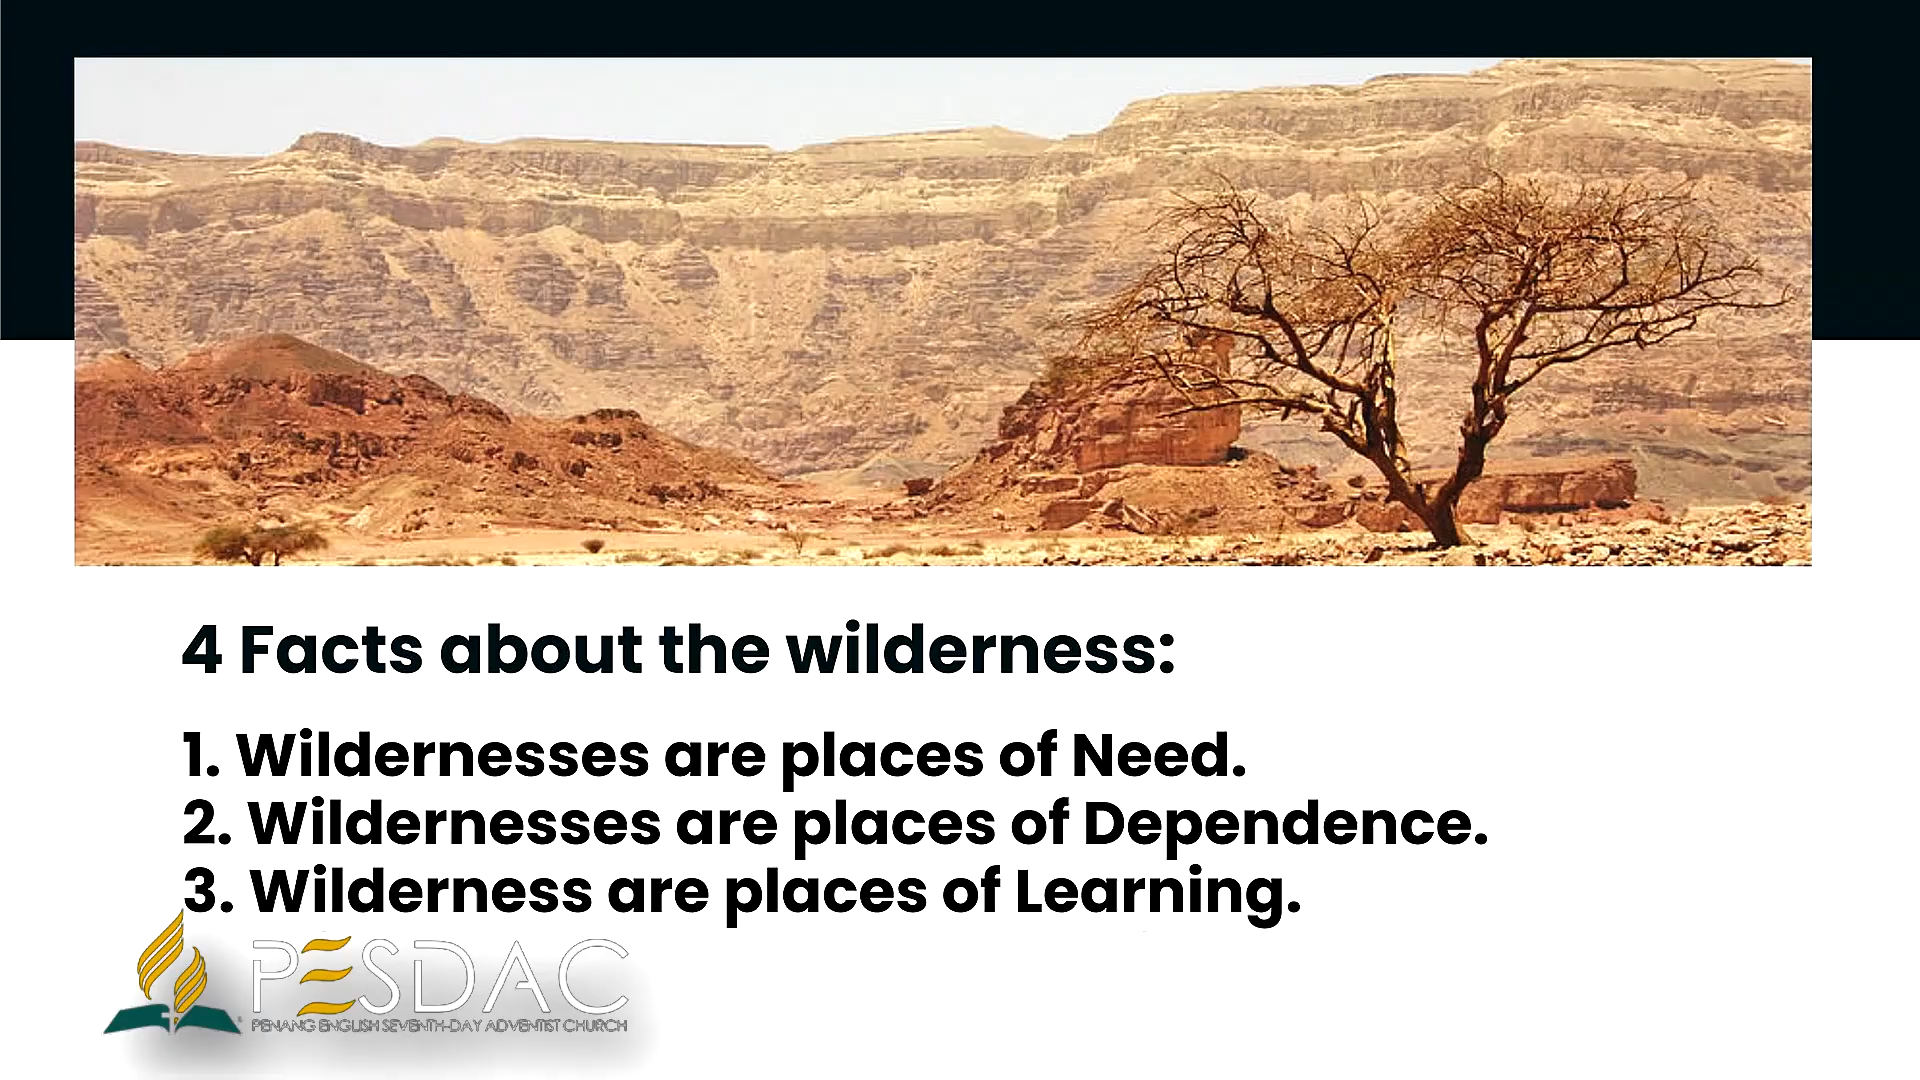 4 Facts about the wilderness:
1. Wildernesses are places of Need.
2. Wildernesses are places of Dependence.
3. Wilderness are places of Learning.
PESDAC
PENANG ENGLISH SEVENTH-DAY ADVENTIST CHURCH